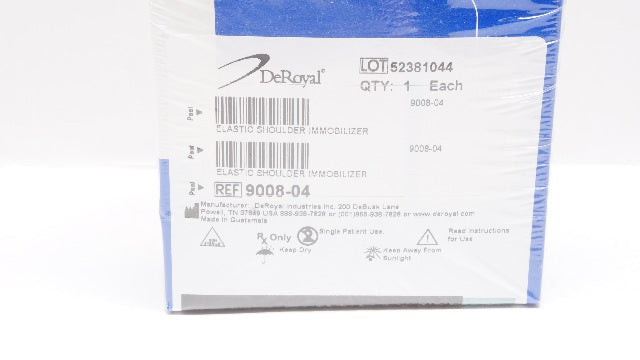 DeRoyal®
LOT 52381044
QTY: 1 Each
Peel
9008-04
ELASTIC SHOULDER IMMOBILIZER
Peel
9008-04
ELASTIC SHOULDER IMMOBILIZER
Peel
REF 9008-04
Manufacturer: DeRoyal Industries Inc. 200 DeBusk Lane
Powell, TN 37849 USA 888-938-7828 or (001)865-938-7828 or www.deroyal.com
Made in Guatemala
Rx Only
Single Patient Use.
Read Instructions
for Use
Keep Dry
Keep Away From
Sunlight